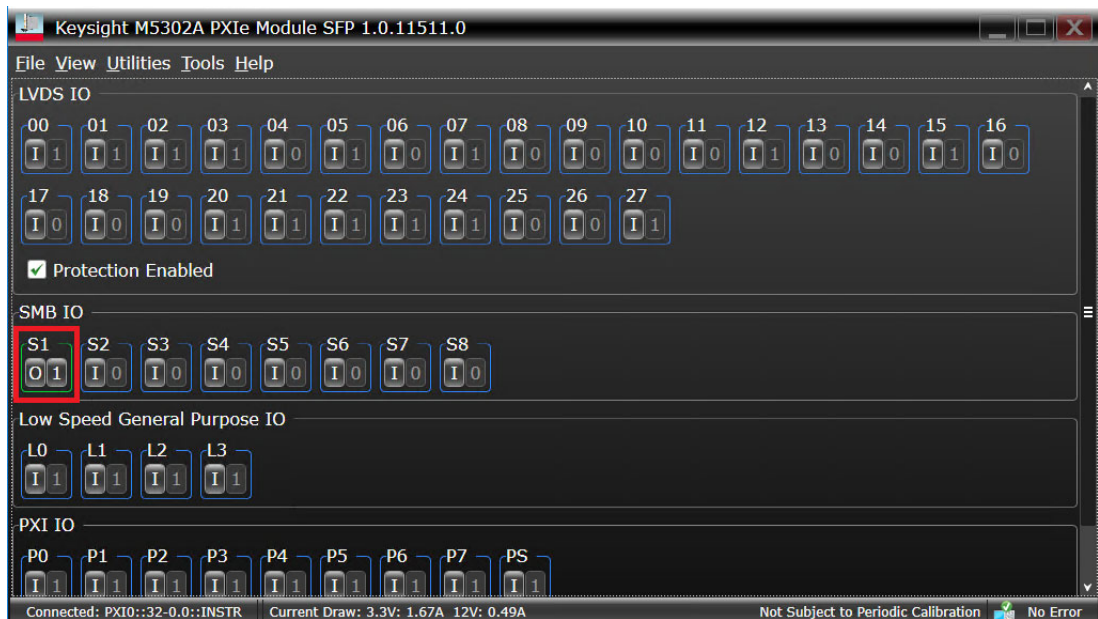 Keysight M5302A PXIe Module SFP 1.0.11511.0
File View Utilities Tools Help
LVDS IO
00 01 02 03 04 05 06 07 08 09 10 11 12 13 14 15 16
I 1 I 1 I 1 I 1 I 0 I 1 I 0 I 1 I 0 I 0 I 0 I 0 I 1 I 0 I 0 I 1 I 0
17 18 19 20 21 22 23 24 25 26 27
I 0 I 0 I 0 I 1 I 1 I 1 I 1 I 1 I 0 I 0 I 1
Protection Enabled
SMB IO
S1 S2 S3 S4 S5 S6 S7 S8
O 1 I 0 I 0 I 0 I 0 I 0 I 0 I 0
Low Speed General Purpose IO
L0 L1 L2 L3
I 1 I 1 I 1 I 1
PXI IO
P0 P1 P2 P3 P4 P5 P6 P7 PS
I 1 I 1 I 1 I 1 I 1 I 1 I 1 I 1 I 1
Connected: PXI0::32-0.0::INSTR Current Draw: 3.3V: 1.67A 12V: 0.49A Not Subject to Periodic Calibration No Error